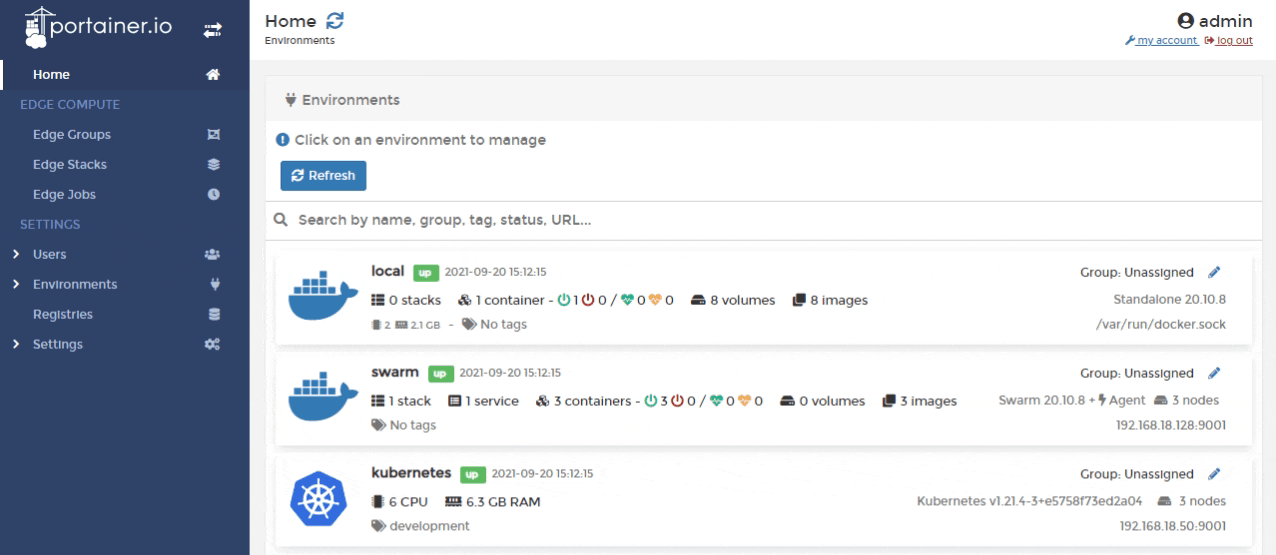 portainer.io
Home
EDGE COMPUTE
Edge Groups
Edge Stacks
Edge Jobs
SETTINGS
Users
Environments
Registries
Settings
Home
Environments
admin
my account log out
Environments
Click on an environment to manage
Refresh
Search by name, group, tag, status, URL...
local up 2021-09-20 15:12:15 Group: Unassigned
0 stacks 1 container - 1 0 / 0 0 8 volumes 8 images Standalone 20.10.8
2 2.1 GB - No tags /var/run/docker.sock
swarm up 2021-09-20 15:12:15 Group: Unassigned
1 stack 1 service 3 containers - 3 0 / 0 0 0 volumes 3 images Swarm 20.10.8 + Agent 3 nodes
No tags 192.168.18.128:9001
kubernetes up 2021-09-20 15:12:15 Group: Unassigned
6 CPU 6.3 GB RAM Kubernetes v1.21.4-3+e5758f73ed2a04 3 nodes
development 192.168.18.50:9001